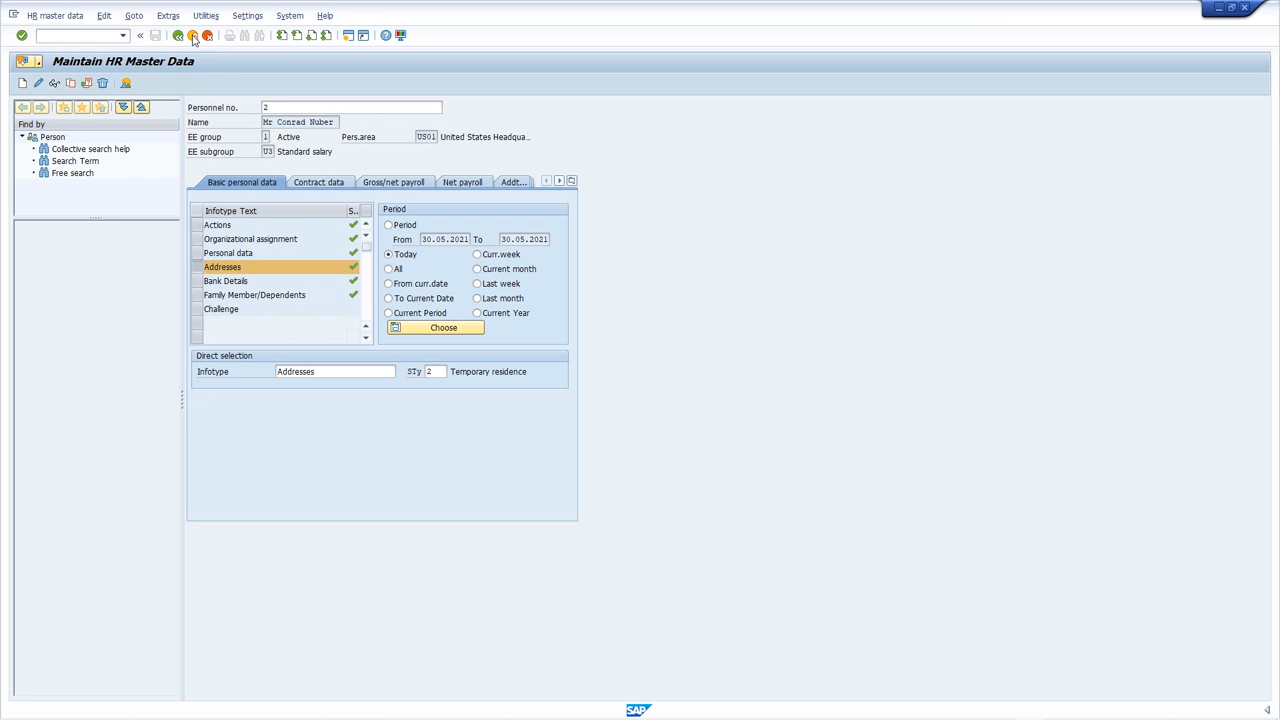 HR master data Edit Goto Extras Utilities Settings System Help
Maintain HR Master Data
Find by
Person
Collective search help
Search Term
Free search
Personnel no. 2
Name Mr Conrad Nuber
EE group 1 Active Pers.area US01 United States Headqua...
EE subgroup U3 Standard salary
Basic personal data Contract data Gross/net payroll Net payroll Addt...
Infotype Text S..
Actions
Organizational assignment
Personal data
Addresses
Bank Details
Family Member/Dependents
Challenge
Period
Period
From 30.05.2021 To 30.05.2021
Today Curr.week
All Current month
From curr.date Last week
To Current Date Last month
Current Period Current Year
Choose
Direct selection
Infotype Addresses STy 2 Temporary residence
SAP